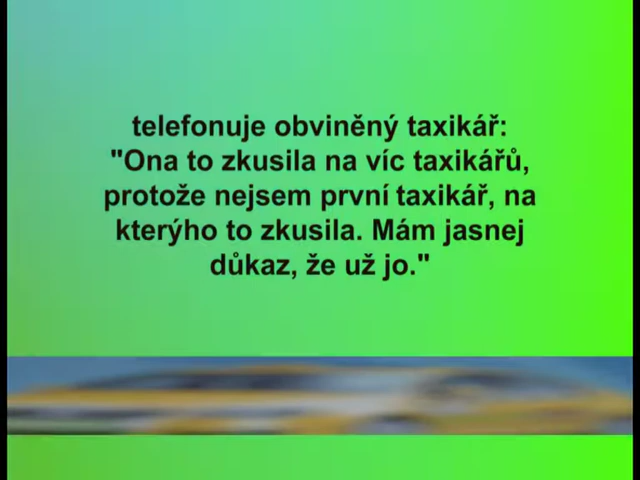 telefonuje obviněný taxikář:
"Ona to zkusila na víc taxikářů,
protože nejsem první taxikář, na
kterýho to zkusila. Mám jasnej
důkaz, že už jo."